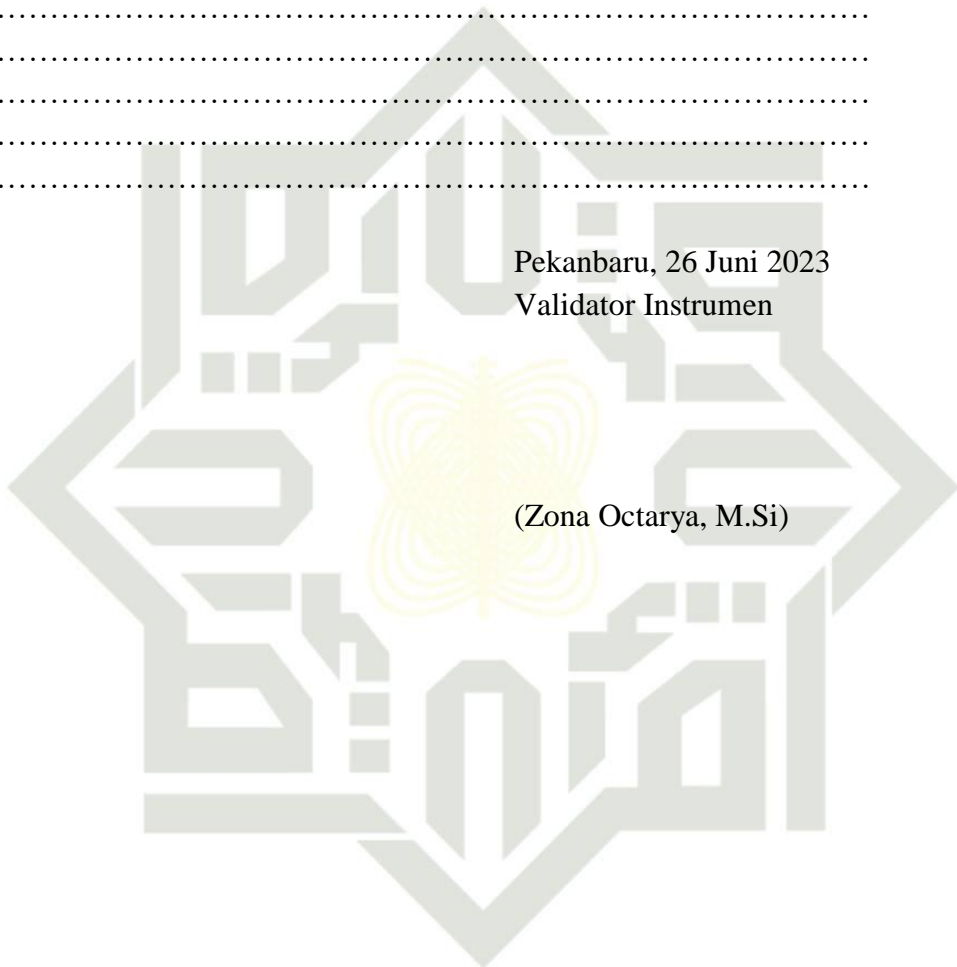 ……………………………………………………………………………
……………………………………………………………………………
……………………………………………………………………………
……………………………………………………………………………
…………………………………………………………………………….
Pekanbaru, 26 Juni 2023
Validator Instrumen
(Zona Octarya, M.Si)